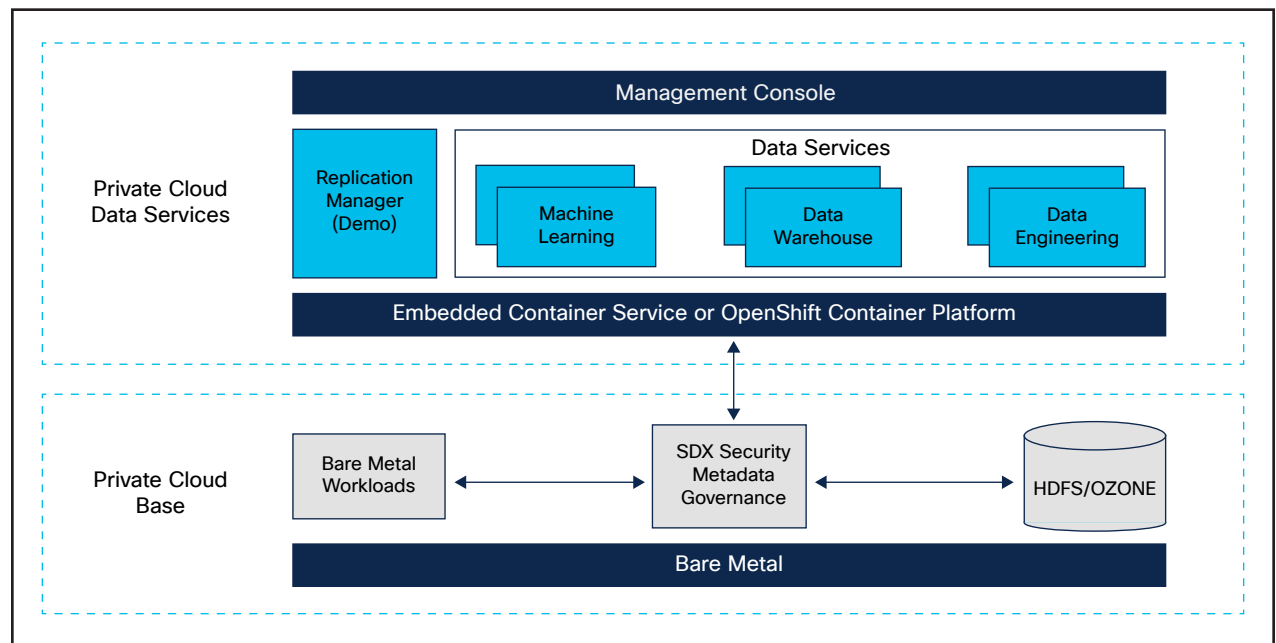 Management Console
Private Cloud
Data Services
Replication
Manager
(Demo)
Data Services
Machine
Learning
Data
Warehouse
Data
Engineering
Embedded Container Service or OpenShift Container Platform
Private Cloud
Base
Bare Metal
Workloads
SDX Security
Metadata
Governance
HDFS/OZONE
Bare Metal